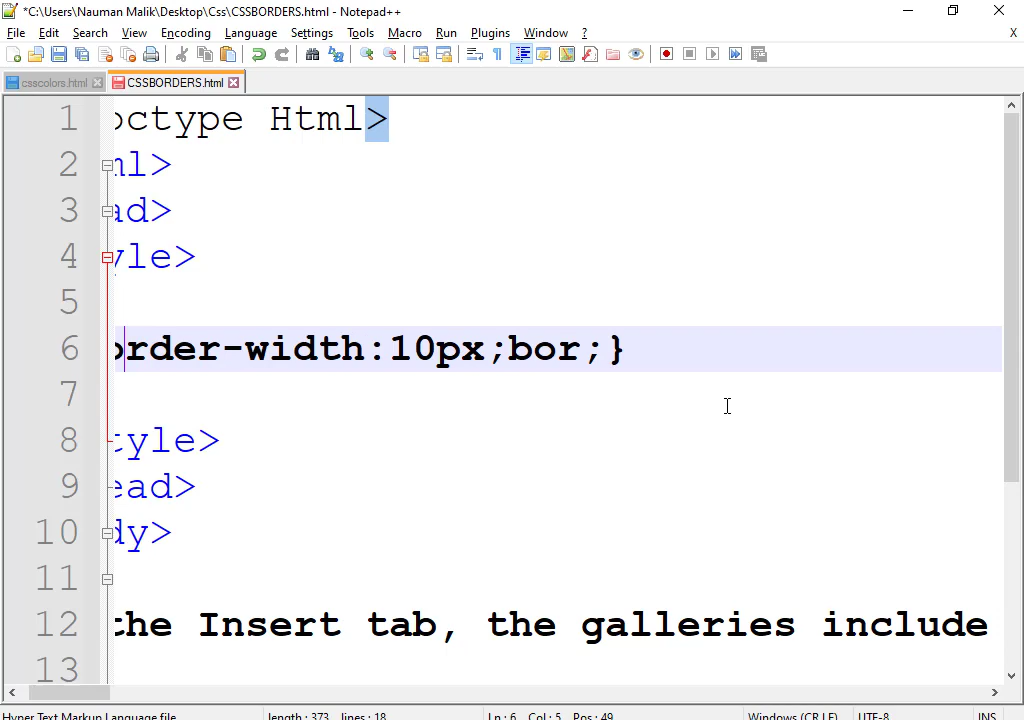 *C:\Users\Nauman Malik\Desktop\Css\CSSBORDERS.html - Notepad++
File Edit Search View Encoding Language Settings Tools Macro Run Plugins Window ? X
csscolors.html CSSBORDERS.html
1 octype Html>
2 ml>
3 ad>
4 yle>
5
6 order-width:10px;bor;}
7
8 tyle>
9 ead>
10 dy>
11
12 the Insert tab, the galleries include
13
Hyper Text Markup Language file length : 373 lines : 18 Ln : 6 Col : 5 Pos : 49 Windows (CR LF) UTF-8 INS